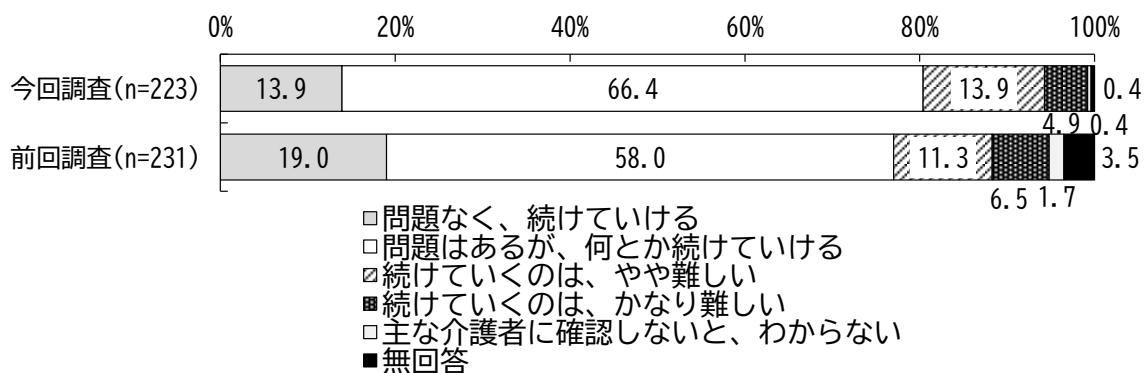 0% 20% 40% 60% 80% 100%
今回調査(n=223) 13.9 66.4 13.9 0.4
4.9 0.4
前回調査(n=231) 19.0 58.0 11.3 3.5
6.5 1.7
問題なく、続けていける
問題はあるが、何とか続けていける
続けていくのは、やや難しい
続けていくのは、かなり難しい
主な介護者に確認しないと、わからない
無回答